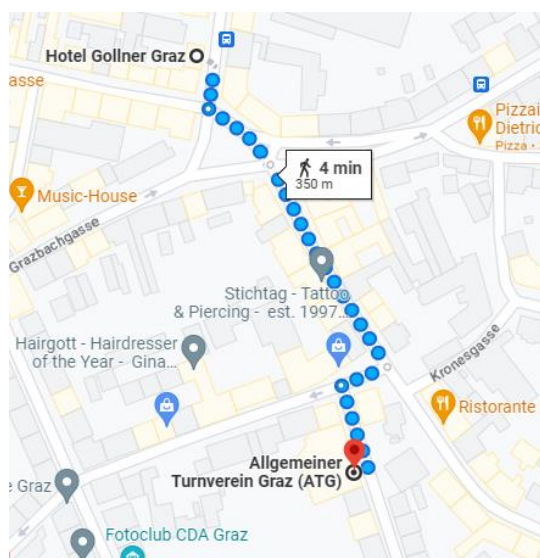 Hotel Gollner Graz
asse
Pizzai
Dietric
Pizza •
4 min
350 m
Music-House
Grazbachgasse
Stichtag - Tattoo
& Piercing - est. 1997...
Hairgott - Hairdresser
of the Year - Gina...
Kronesgasse
Ristorante
Allgemeiner
Turnverein Graz (ATG)
e Graz
Fotoclub CDA Graz